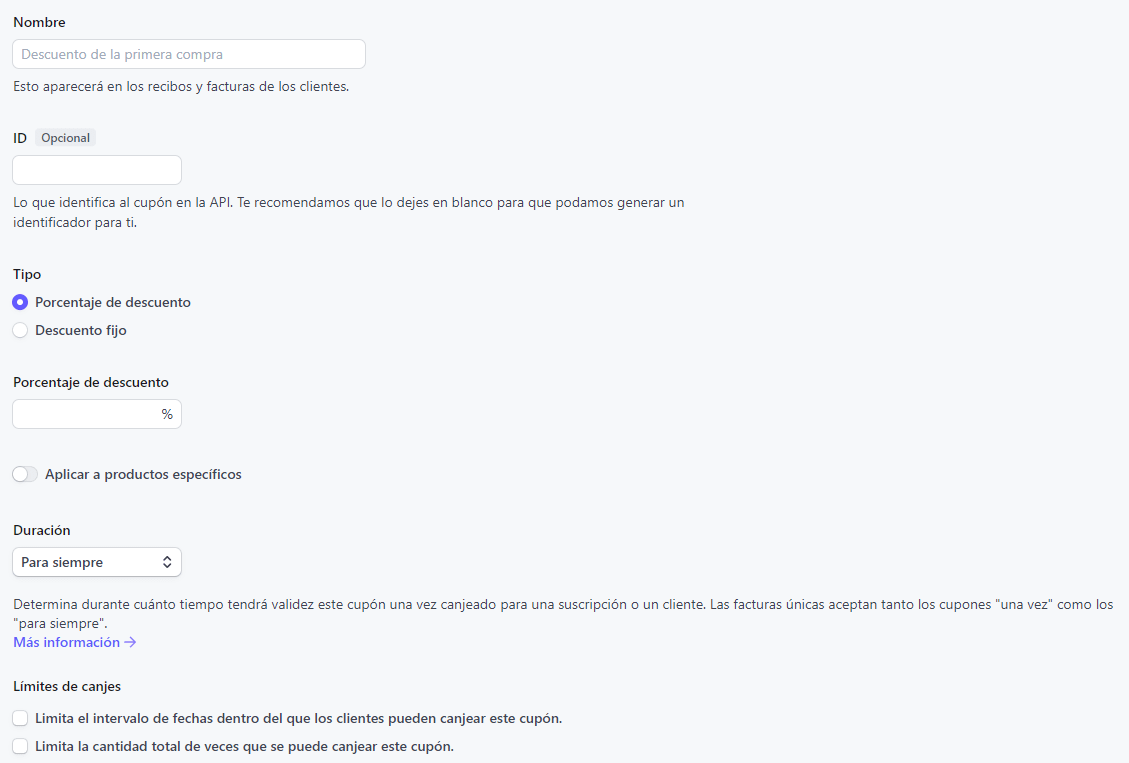 Nombre
Descuento de la primera compra
Esto aparecerá en los recibos y facturas de los clientes.
ID Opcional
Lo que identifica al cupón en la API. Te recomendamos que lo dejes en blanco para que podamos generar un
identificador para ti.
Tipo
Porcentaje de descuento
Descuento fijo
Porcentaje de descuento
%
Aplicar a productos específicos
Duración
Para siempre
Determina durante cuánto tiempo tendrá validez este cupón una vez canjeado para una suscripción o un cliente. Las facturas únicas aceptan tanto los cupones "una vez" como los
"para siempre".
Más información →
Límites de canjes
Limita el intervalo de fechas dentro del que los clientes pueden canjear este cupón.
Limita la cantidad total de veces que se puede canjear este cupón.